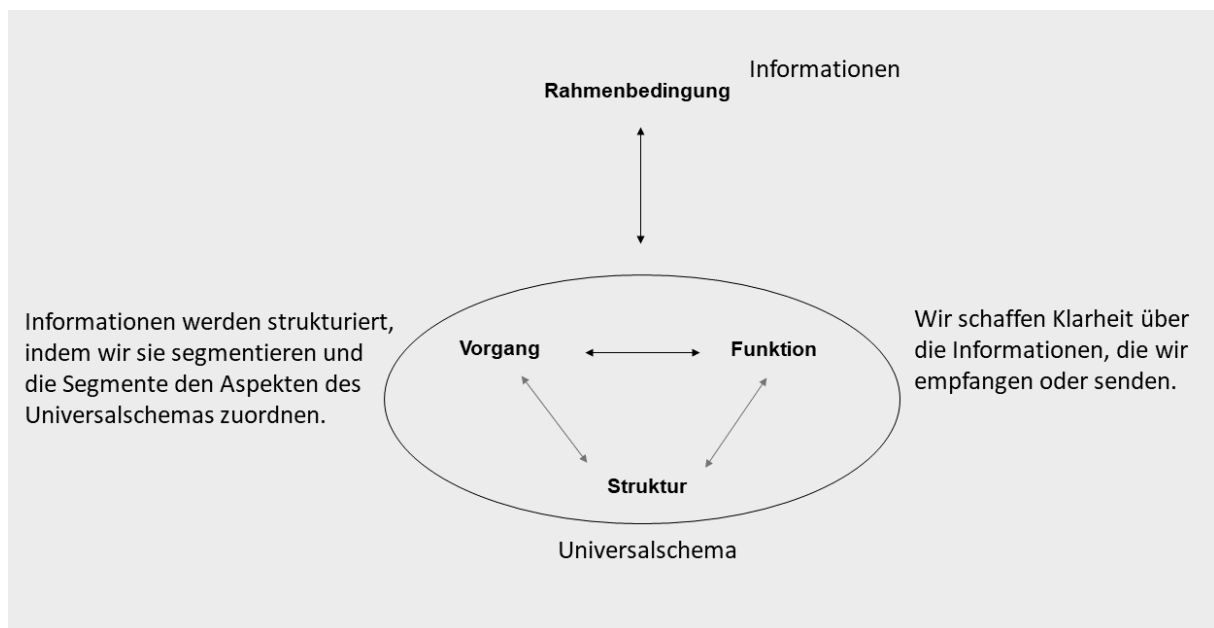 Informationen
Rahmenbedingung
Informationen werden strukturiert,
indem wir sie segmentieren und
die Segmente den Aspekten des
Universalschemas zuordnen.
Vorgang
Funktion
Struktur
Wir schaffen Klarheit über
die Informationen, die wir
empfangen oder senden.
Universalschema